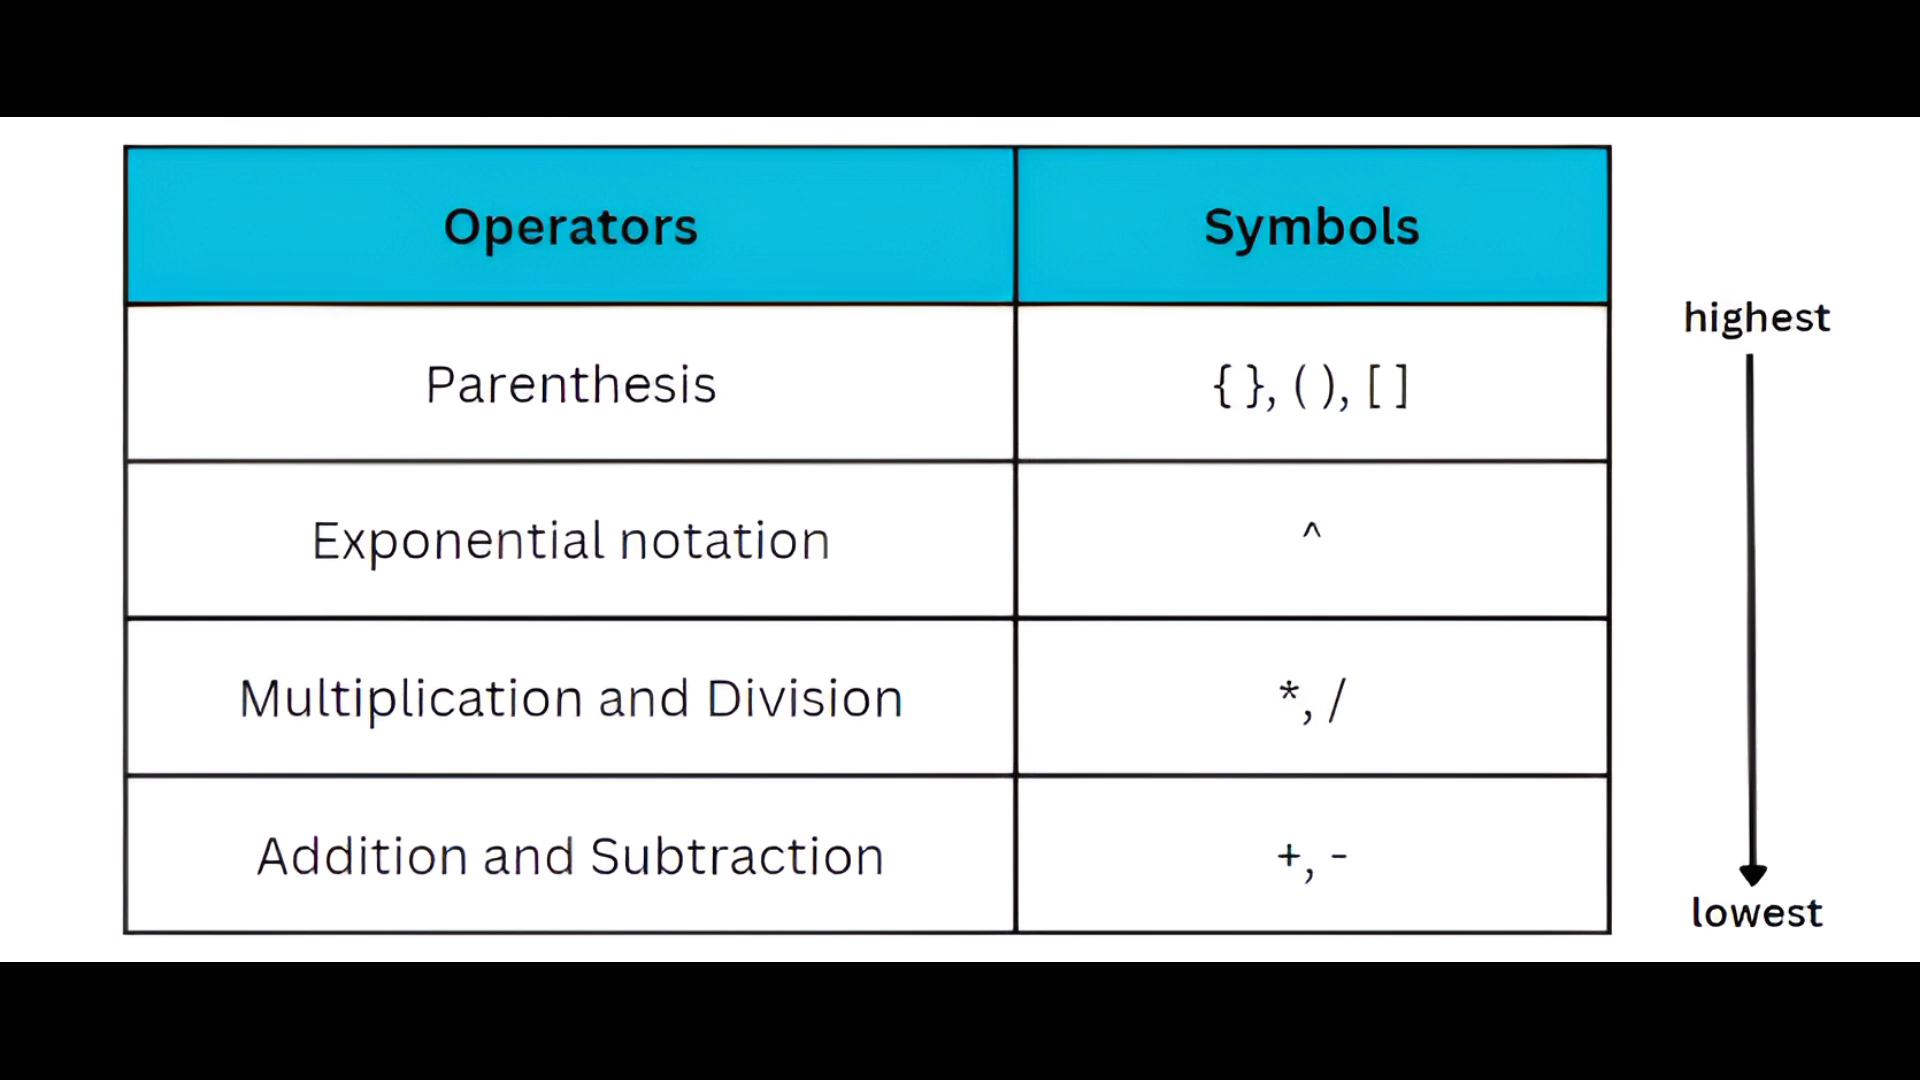 Operators Symbols
highest
Parenthesis { }, ( ), [ ]
Exponential notation ^
Multiplication and Division *, /
Addition and Subtraction +, -
lowest